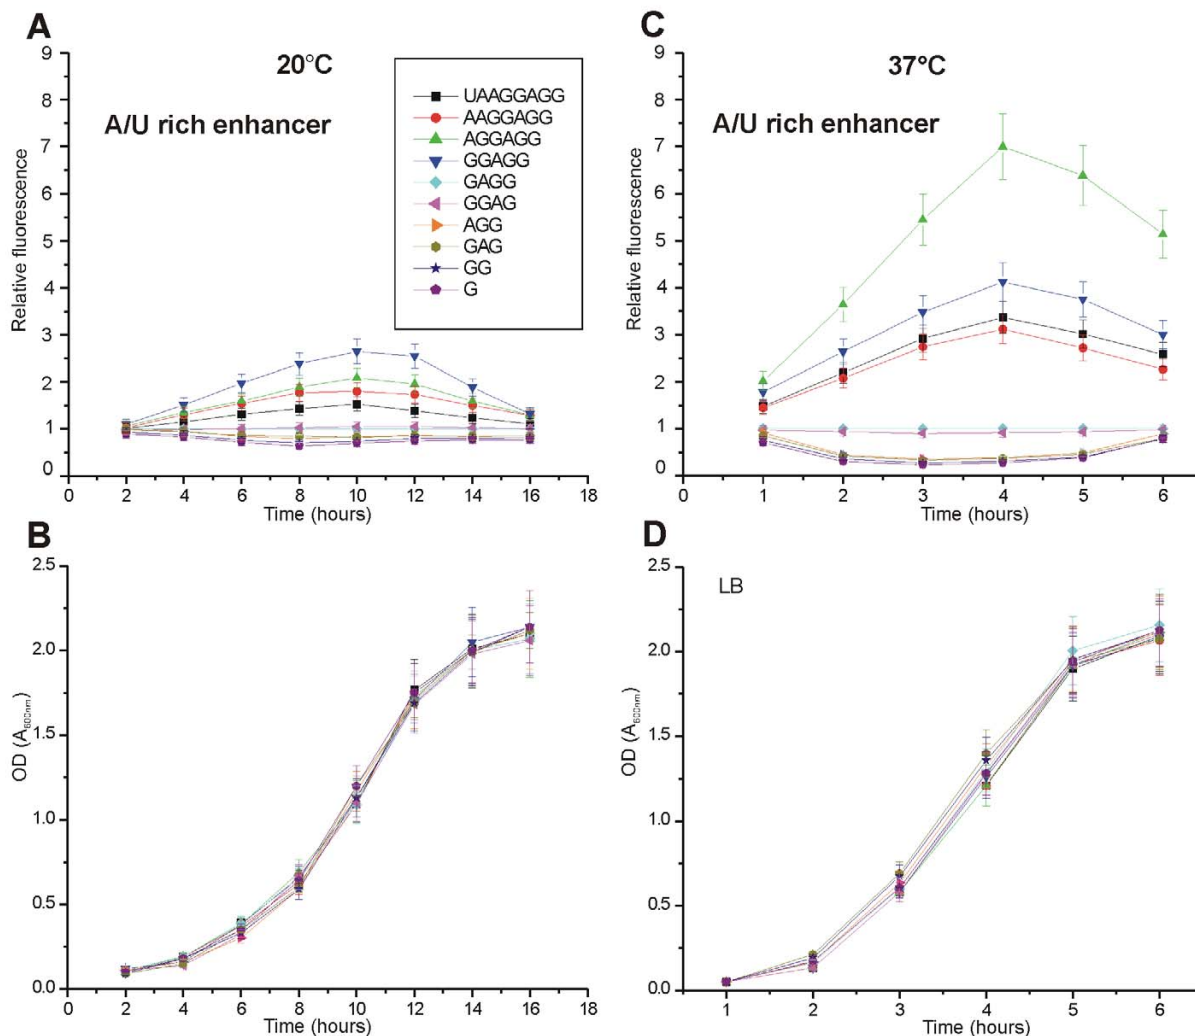 A
20°C
A/U rich enhancer
Relative fluorescence
9
8
7
6
5
4
3
2
1
0
UAAGGAGG
AAGGAGG
AGGAGG
GGAGG
GAGG
GGAG
AGG
GAG
GG
G
0 2 4 6 8 10 12 14 16 18
Time (hours)
C
37°C
A/U rich enhancer
Relative fluorescence
9
8
7
6
5
4
3
2
1
0
0 1 2 3 4 5 6
Time (hours)
B
OD (A600nm)
2.5
2.0
1.5
1.0
0.5
0.0
0 2 4 6 8 10 12 14 16 18
Time (hours)
D
LB
OD (A600nm)
2.5
2.0
1.5
1.0
0.5
0.0
1 2 3 4 5 6
Time (hours)